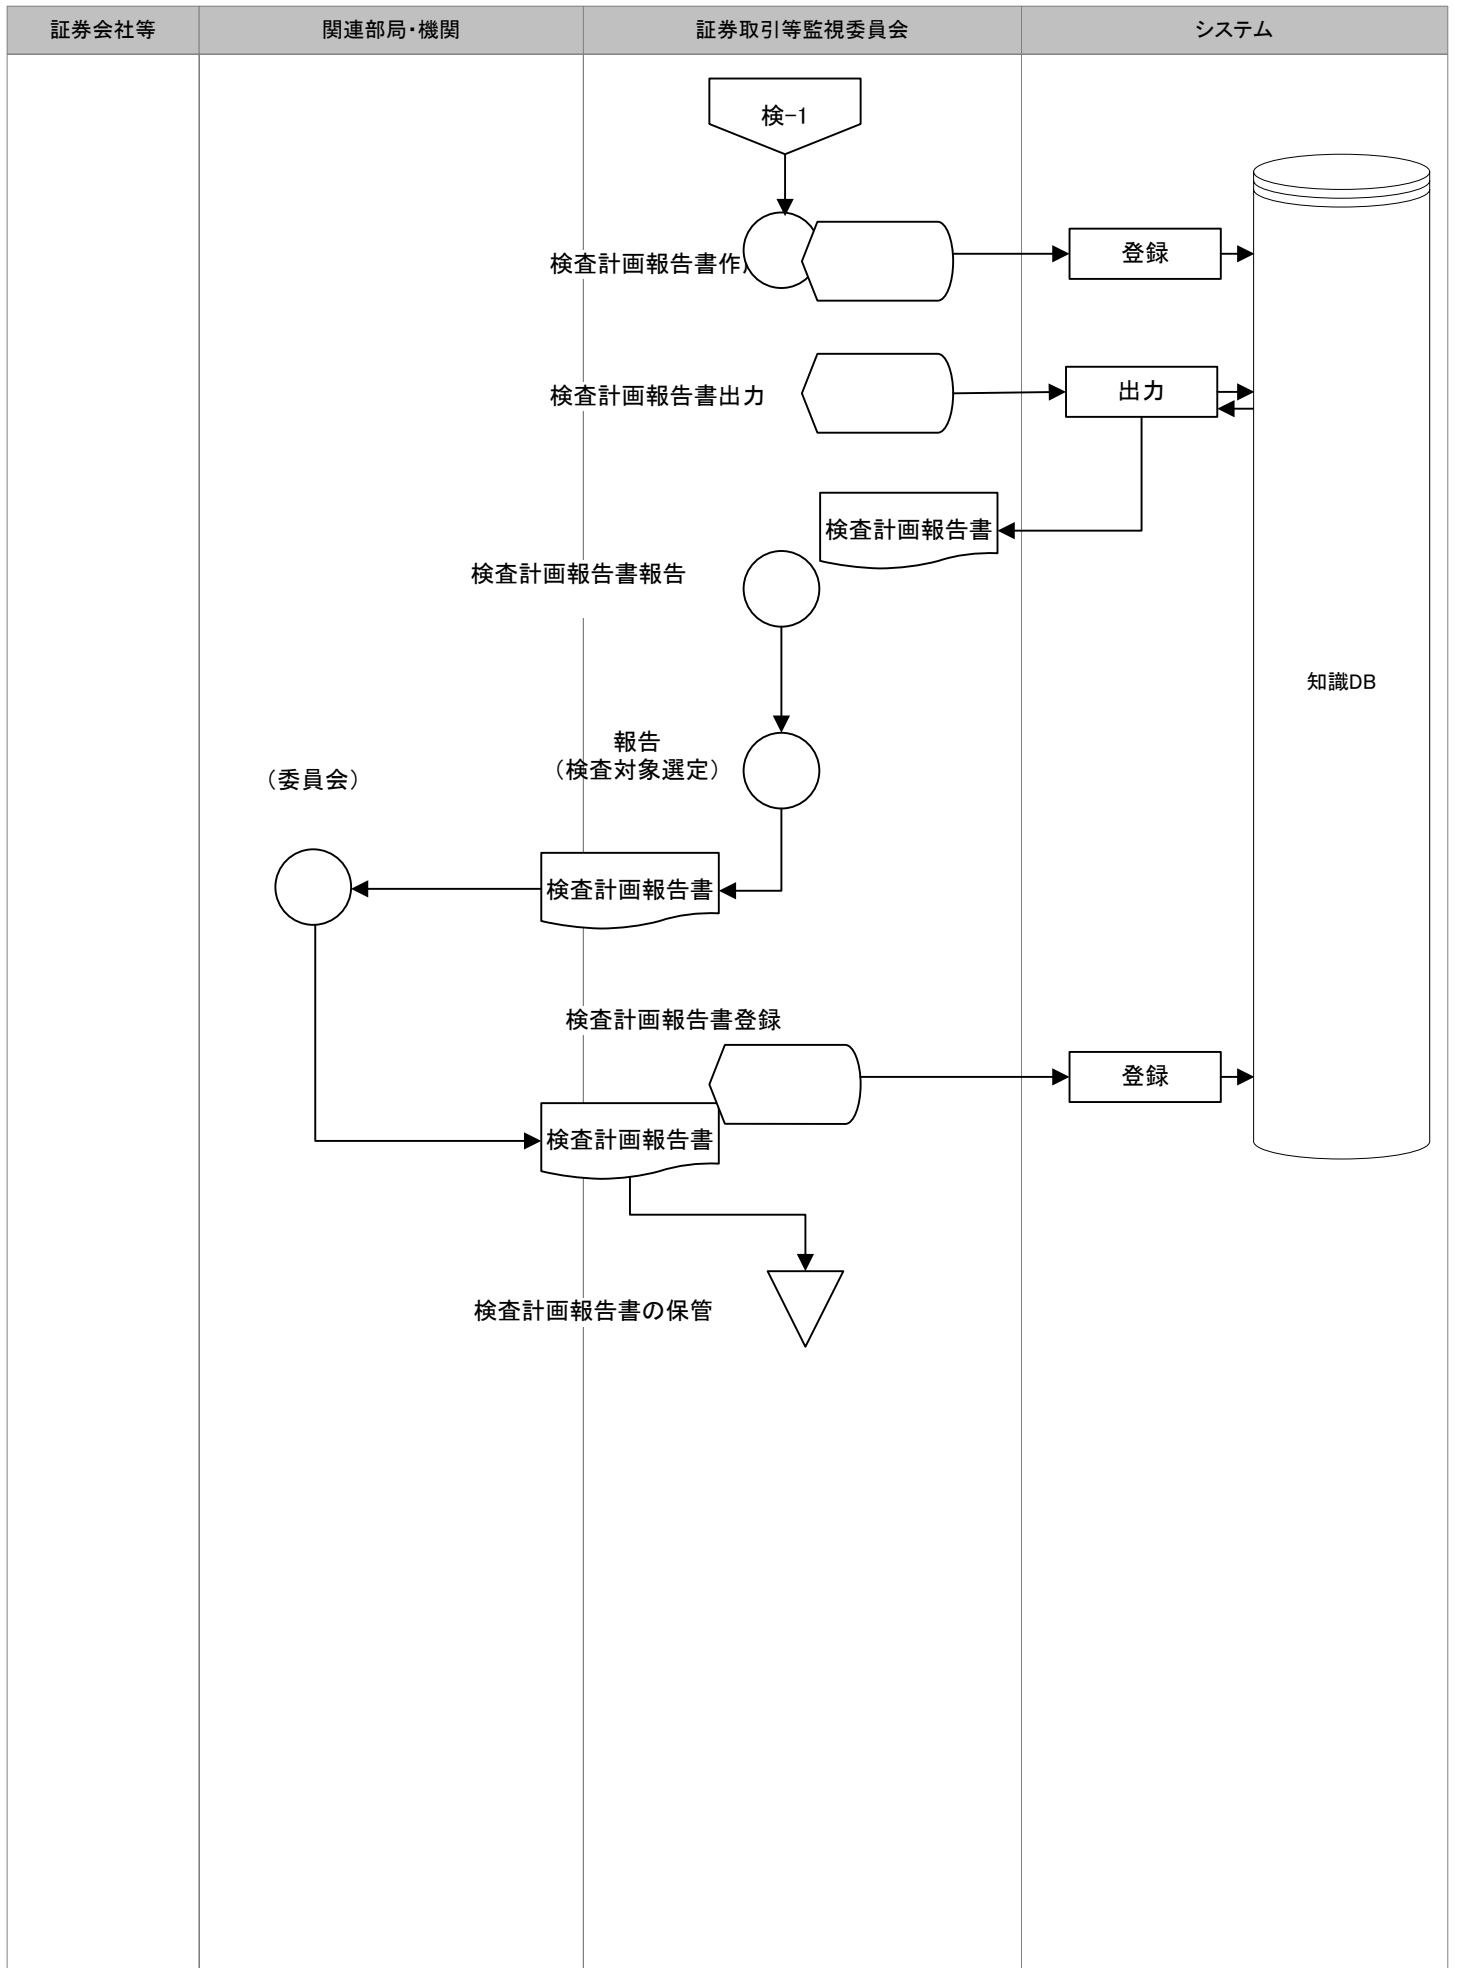 証券会社等
関連部局・機関
証券取引等監視委員会
システム
検-1
検査計画報告書作
登録
検査計画報告書出力
出力
検査計画報告書
検査計画報告書報告
知識DB
報告
（検査対象選定）
（委員会）
検査計画報告書
検査計画報告書登録
登録
検査計画報告書
検査計画報告書の保管